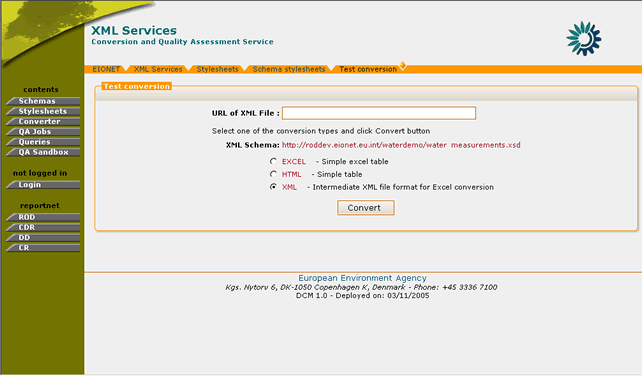 XML Services
Conversion and Quality Assessment Service
EIONET XML Services Stylesheets Schema stylesheets Test conversion
contents
Schemas
Stylesheets
Converter
QA Jobs
Queries
QA Sandbox
not logged in
Login
reportnet
ROD
CDR
DD
CR
Test conversion
URL of XML File :
Select one of the conversion types and click Convert button
XML Schema: http://roddev.eionet.eu.int/waterdemo/water_measurements.xsd
EXCEL - Simple excel table
HTML - Simple table
XML - Intermediate XML file format for Excel conversion
Convert
European Environment Agency
Kgs. Nytorv 6, DK-1050 Copenhagen K, Denmark - Phone: +45 3336 7100
DCM 1.0 - Deployed on: 03/11/2005